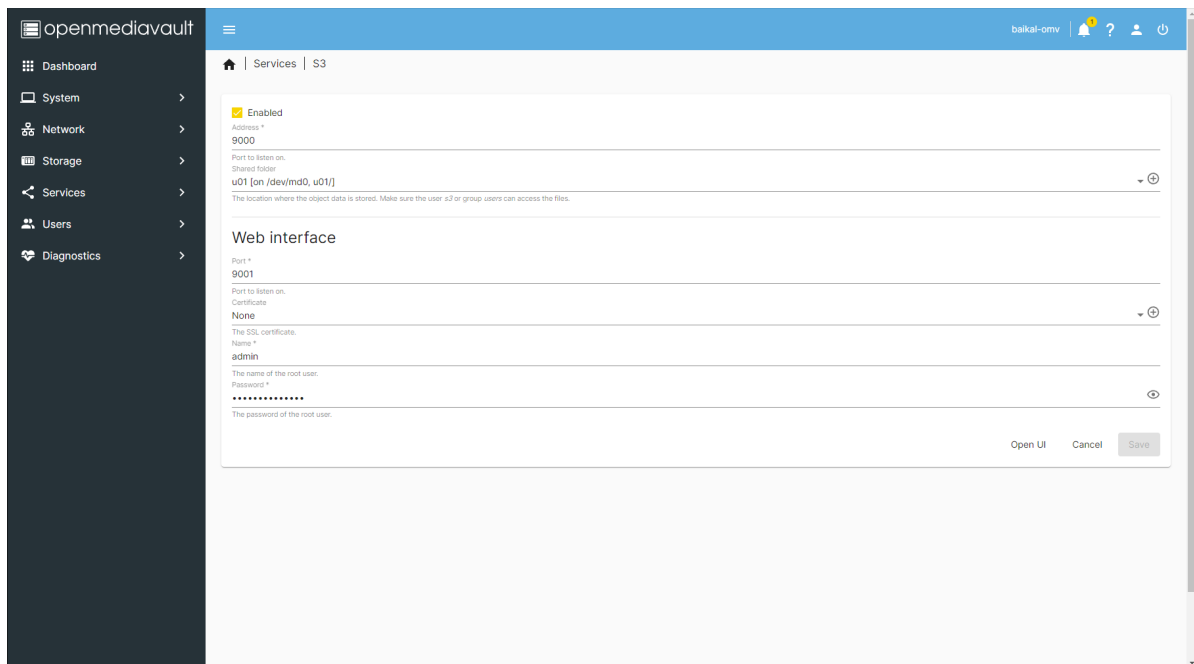 openmediavault
baikal-omv
1
?
Dashboard
System
Network
Storage
Services
Users
Diagnostics
Services | S3
Enabled
Address *
9000
Port to listen on.
Shared folder
u01 [on /dev/md0, u01/]
The location where the object data is stored. Make sure the user s3 or group users can access the files.
Web interface
Port *
9001
Port to listen on.
Certificate
None
The SSL certificate.
Name *
admin
The name of the root user.
Password *
••••••••••••••
The password of the root user.
Open UI Cancel Save